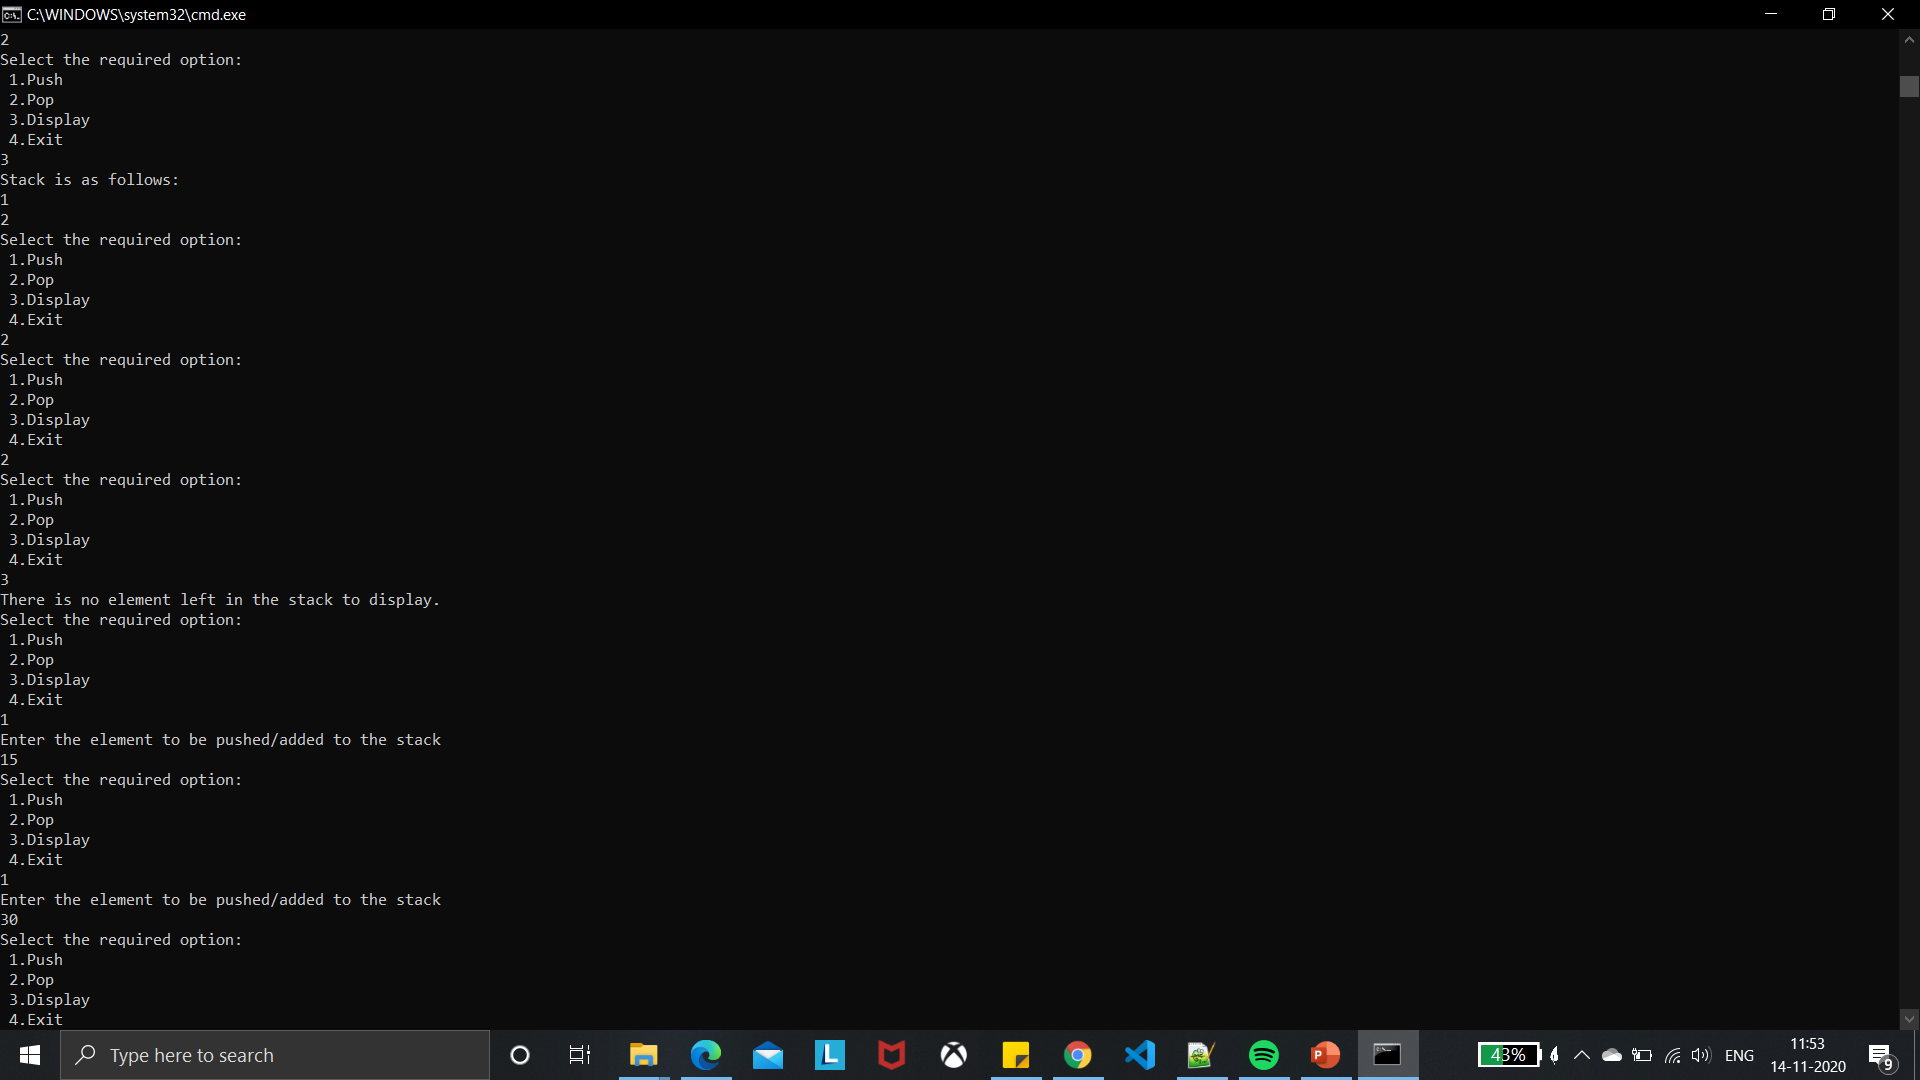 C:\WINDOWS\system32\cmd.exe
2
Select the required option:
 1.Push
 2.Pop
 3.Display
 4.Exit
3
Stack is as follows:
1
2
Select the required option:
 1.Push
 2.Pop
 3.Display
 4.Exit
2
Select the required option:
 1.Push
 2.Pop
 3.Display
 4.Exit
2
Select the required option:
 1.Push
 2.Pop
 3.Display
 4.Exit
3
There is no element left in the stack to display.
Select the required option:
 1.Push
 2.Pop
 3.Display
 4.Exit
1
Enter the element to be pushed/added to the stack
15
Select the required option:
 1.Push
 2.Pop
 3.Display
 4.Exit
1
Enter the element to be pushed/added to the stack
30
Select the required option:
 1.Push
 2.Pop
 3.Display
 4.Exit
Type here to search
L
P
43%
ENG
11:53
14-11-2020
9